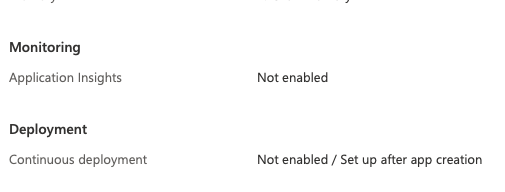 Monitoring
Application Insights Not enabled
Deployment
Continuous deployment Not enabled / Set up after app creation